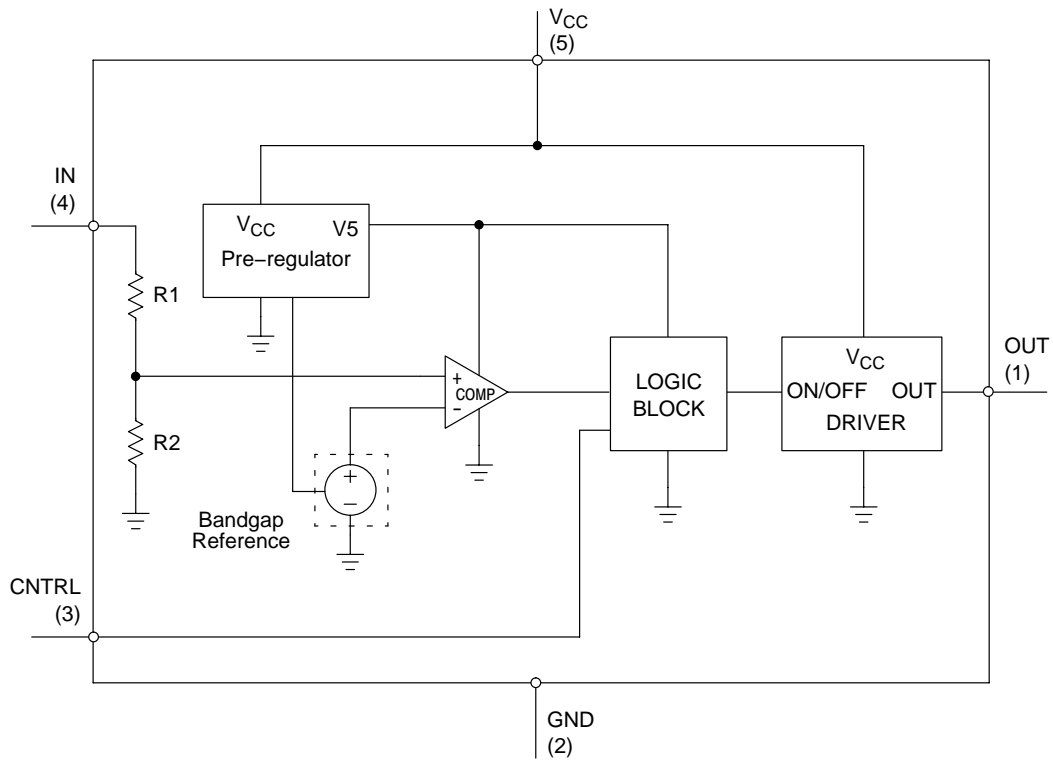 VCC
(5)
IN
(4)
VCC V5
Pre−regulator
R1
R2
+
COMP
−
+
−
Bandgap
Reference
LOGIC
BLOCK
VCC
ON/OFF OUT
DRIVER
OUT
(1)
CNTRL
(3)
GND
(2)